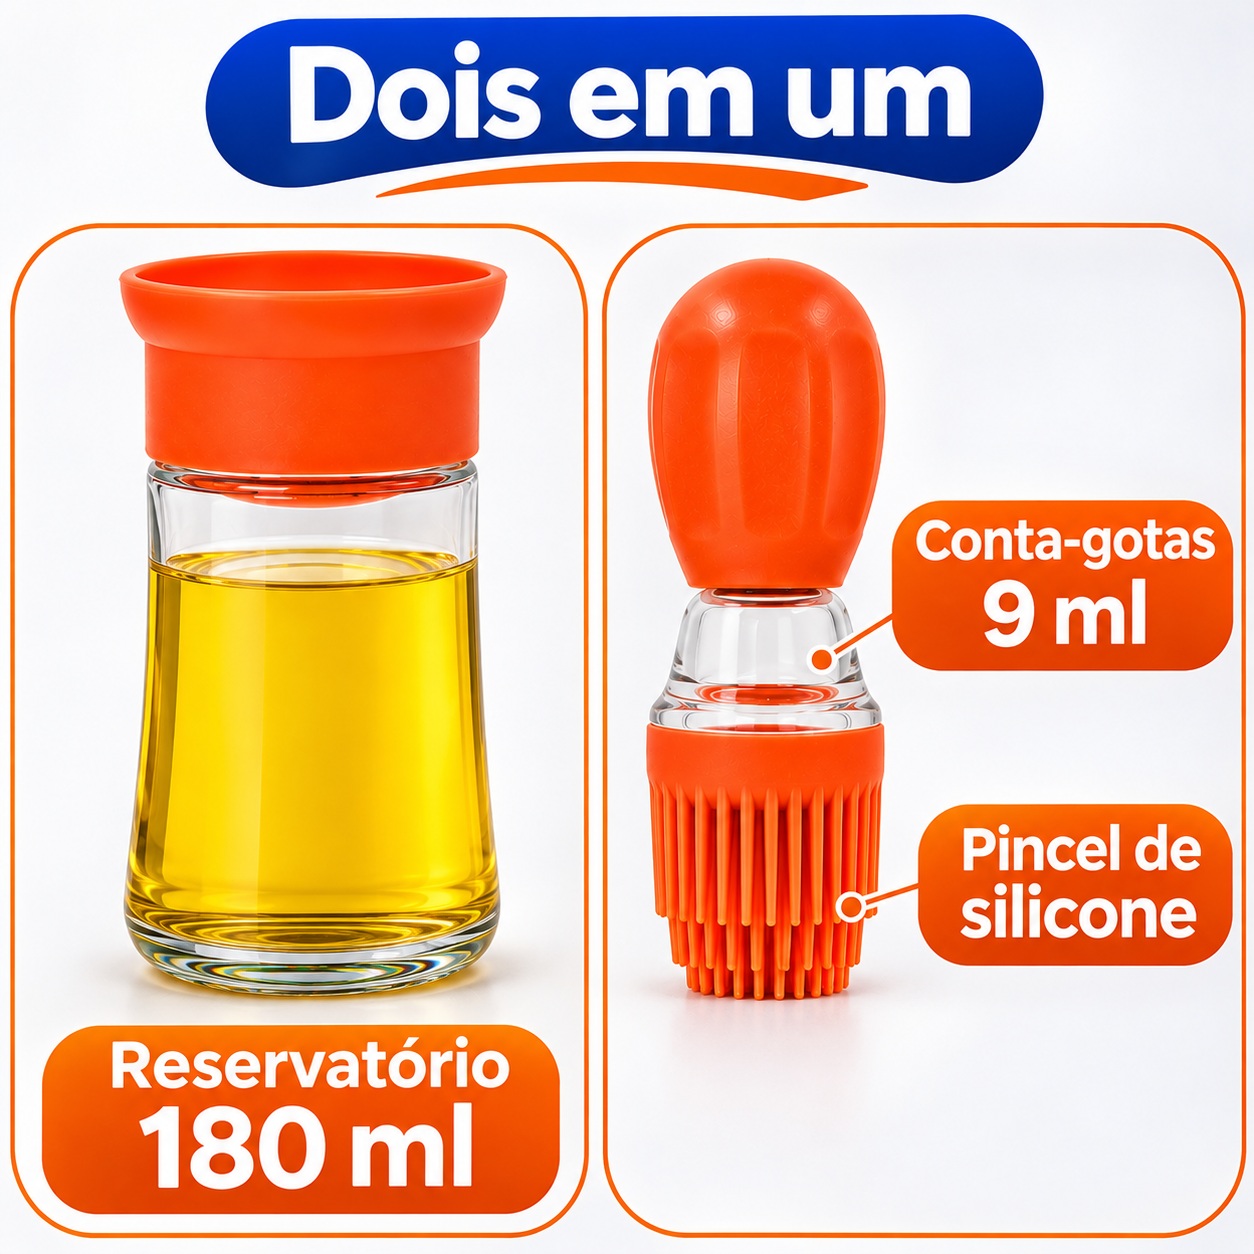 Dois em um
Conta-gotas
9 ml
Pincel de
silicone
Reservatório
180 ml